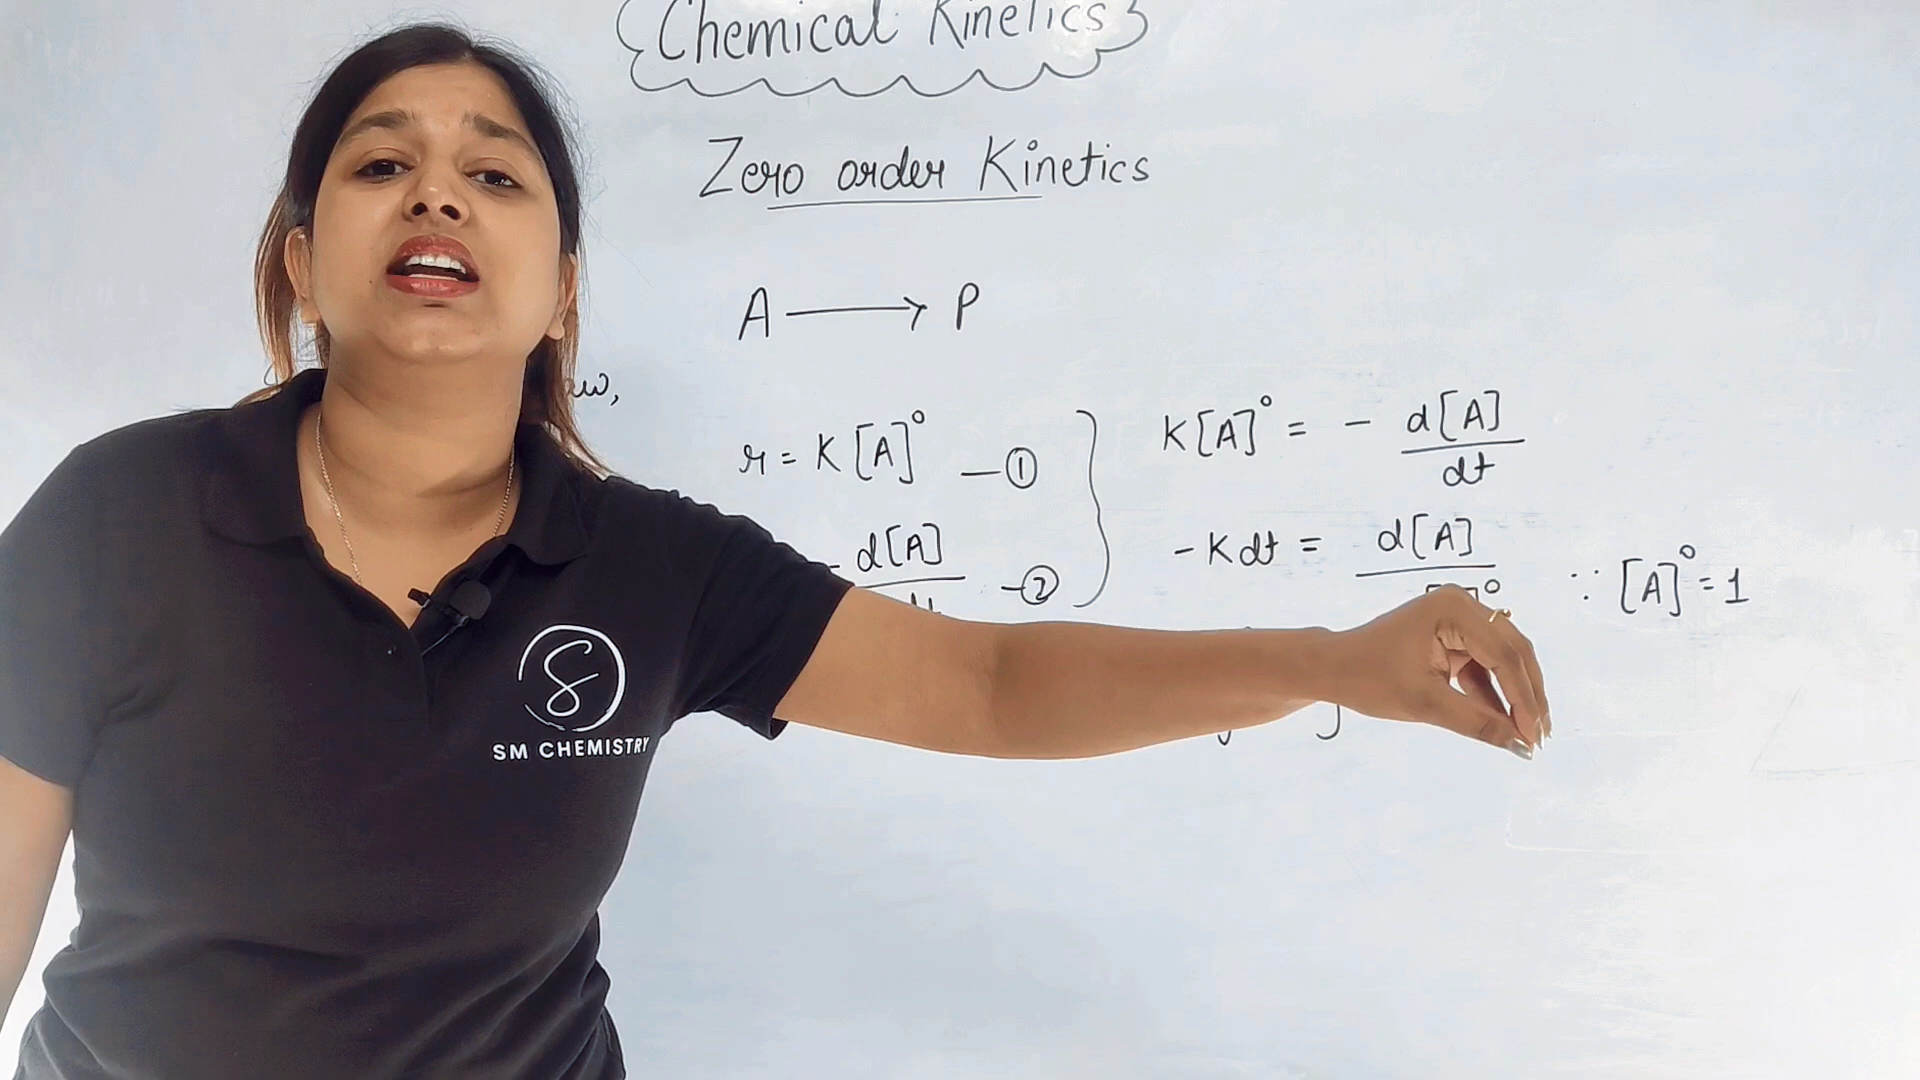 Chemical Kinetics
Zero order Kinetics
A ⟶ P
r = K[A]° —①
- d[A] —②
K[A]° = - d[A]/dt
-Kdt = d[A]/[A]° ∵ [A]° = 1
S
SM CHEMISTRY